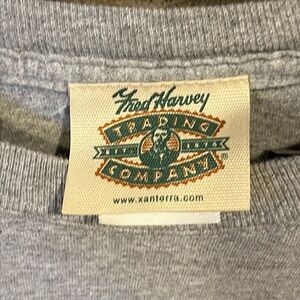 Fred Harvey
TRADING
EST. 1876
COMPANY
®
www.xanterra.com